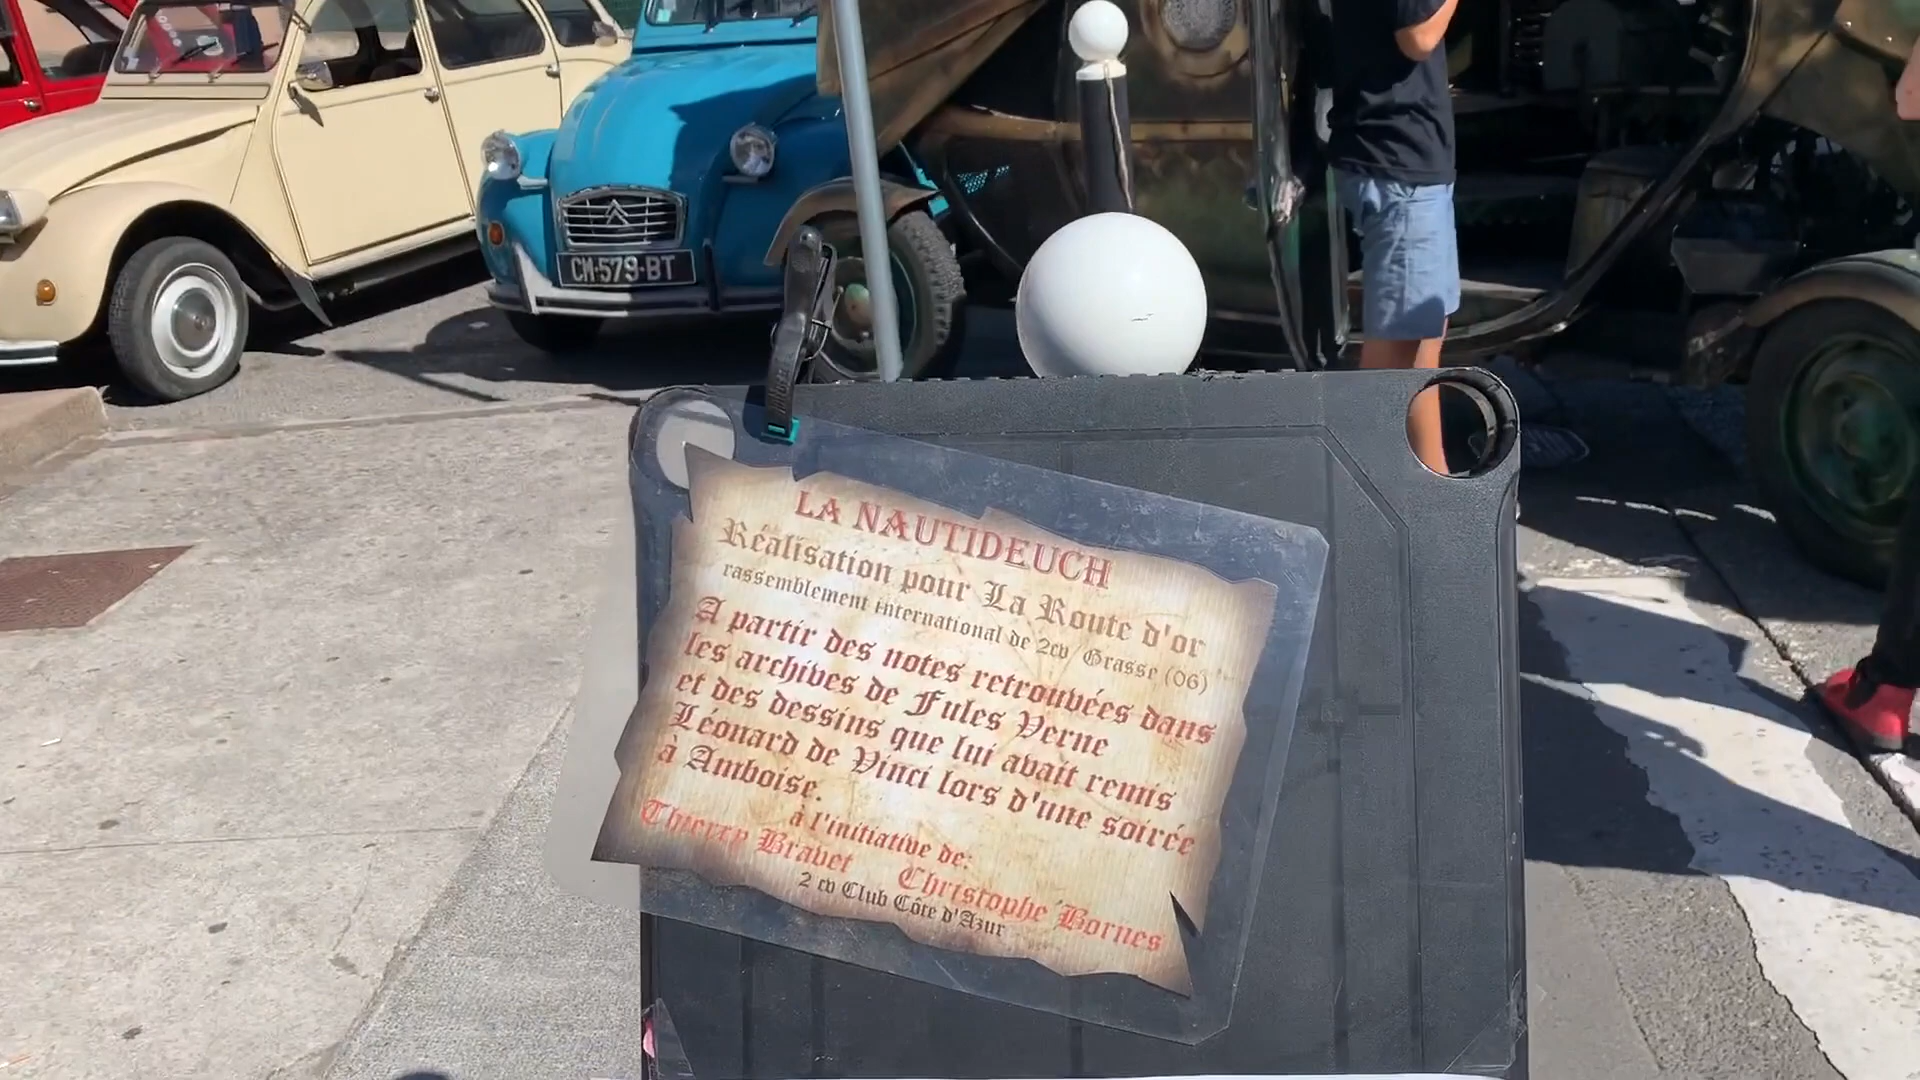 CM-579-BT
LA NAUTIDEUCH
Réalisation pour La Route d'or
rassemblement international de 2cv Grasse (06)
A partir des notes retrouvées dans
les archives de Jules Verne
et des dessins que lui avait remis
Léonard de Vinci lors d'une soirée
à Amboise.
à l'initiative de:
Thierry Bravet Christophe Bornes
2 cv Club Côte d'Azur